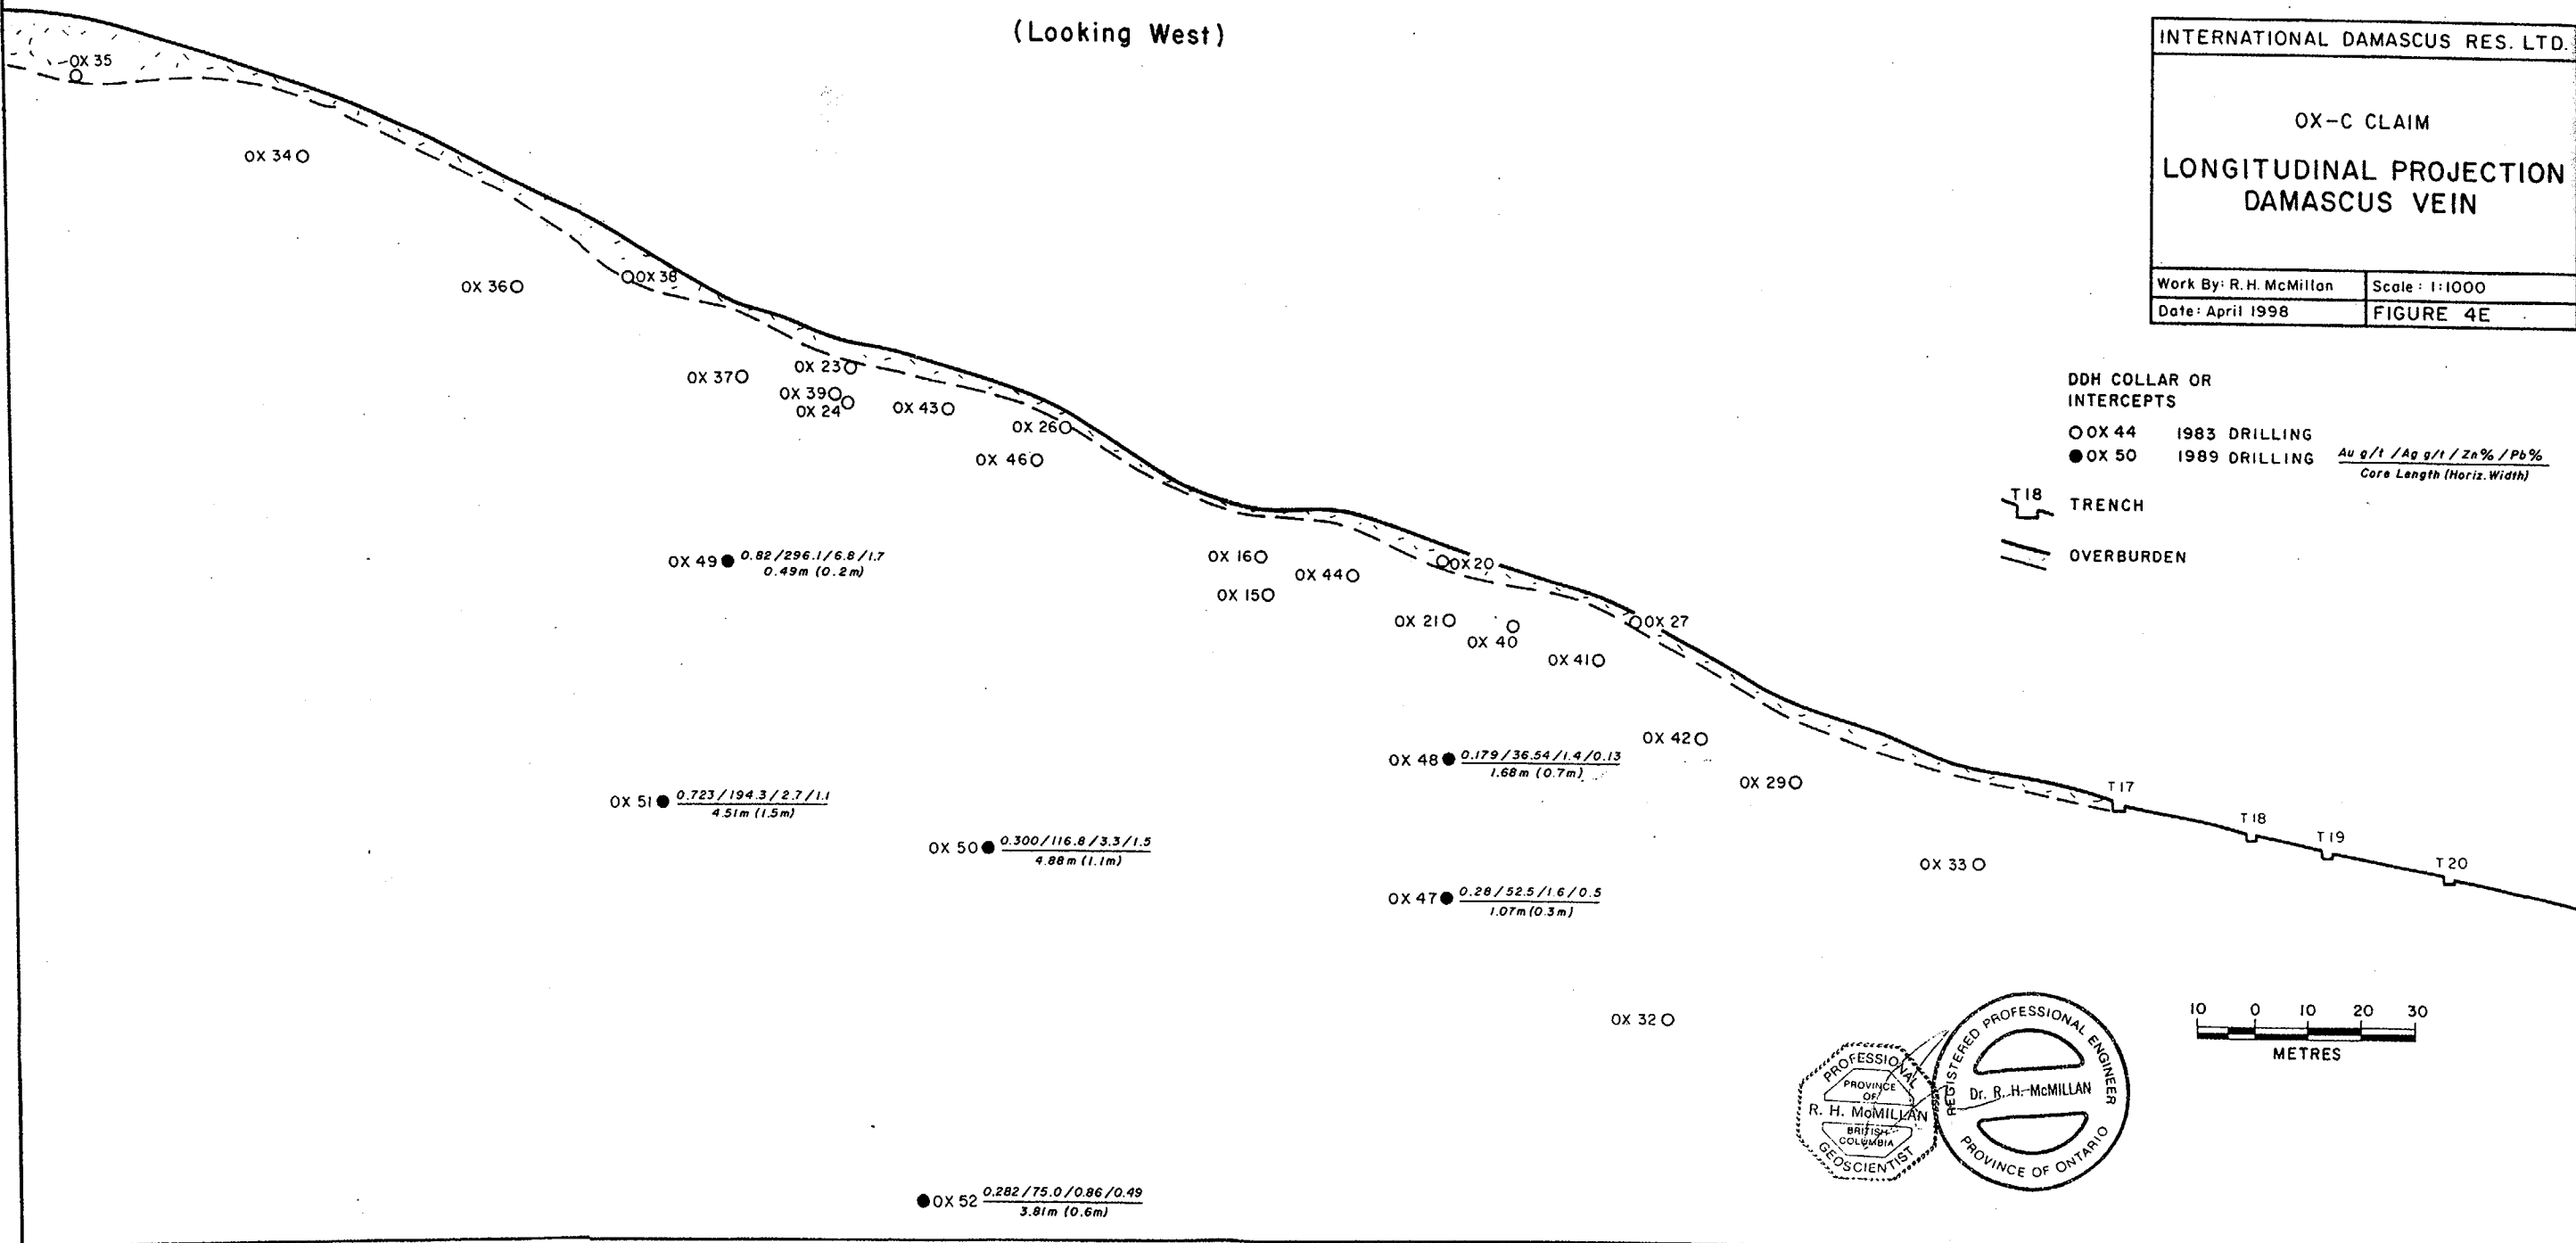 (Looking West)
INTERNATIONAL DAMASCUS RES. LTD.
OX-C CLAIM
LONGITUDINAL PROJECTION
DAMASCUS VEIN
Work By: R.H. McMillan
Scale : 1:1000
Date: April 1998
FIGURE 4E
DDH COLLAR OR
INTERCEPTS
OX 44 1983 DRILLING
OX 50 1989 DRILLING
Au g/t / Ag g/t / Zn% / Pb%
Core Length (Horiz. Width)
T18
TRENCH
OVERBURDEN
OX 35
OX 34
OX 36
OX 38
OX 37
OX 23
OX 39
OX 24
OX 43
OX 26
OX 46
OX 49
0.82/296.1/6.8/1.7
0.49m (0.2m)
OX 16
OX 44
OX 15
OX 20
OX 21
OX 40
OX 27
OX 41
OX 42
OX 48
0.179/36.54/1.4/0.13
1.68m (0.7m)
OX 29
OX 51
0.723/194.3/2.7/1.1
4.51m (1.5m)
OX 50
0.300/116.8/3.3/1.5
4.88m (1.1m)
T17
T18
T19
T20
OX 33
OX 47
0.28/52.5/1.6/0.5
1.07m (0.3m)
OX 32
10 0 10 20 30
METRES
PROFESSIONAL
PROVINCE
OF
R. H. McMILLAN
BRITISH
COLUMBIA
GEOSCIENTIST
REGISTERED PROFESSIONAL ENGINEER
Dr. R. H. McMILLAN
PROVINCE OF ONTARIO
OX 52
0.282/75.0/0.86/0.49
3.81m (0.6m)